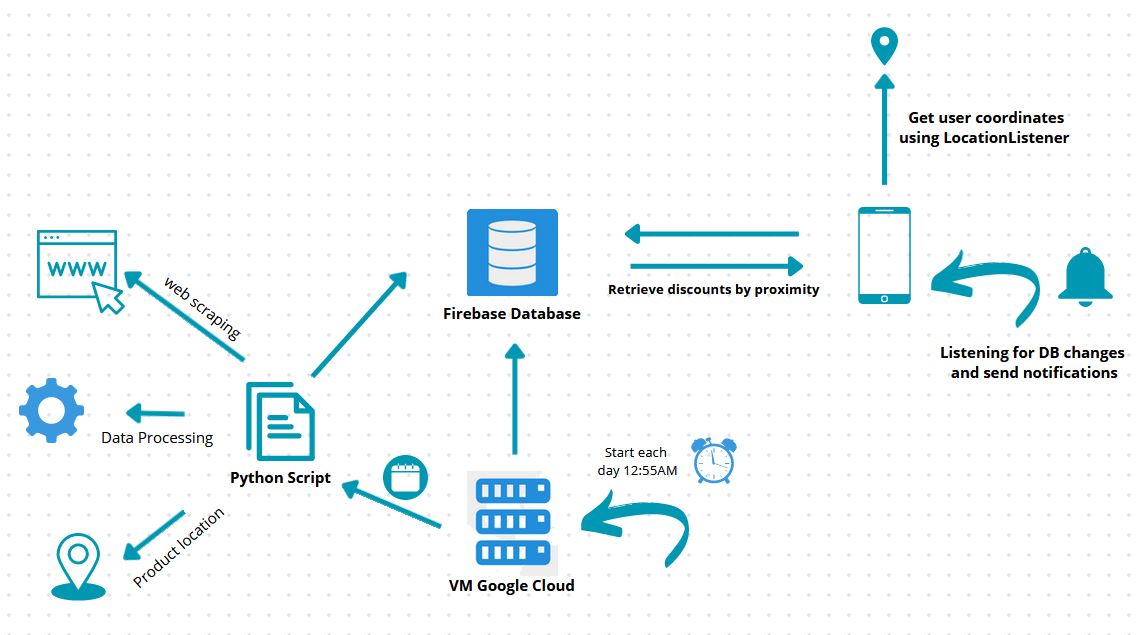 Get user coordinates
using LocationListener
WWW
web scraping
Firebase Database
Retrieve discounts by proximity
Listening for DB changes
and send notifications
Data Processing
Python Script
Start each
day 12:55AM
Product location
VM Google Cloud